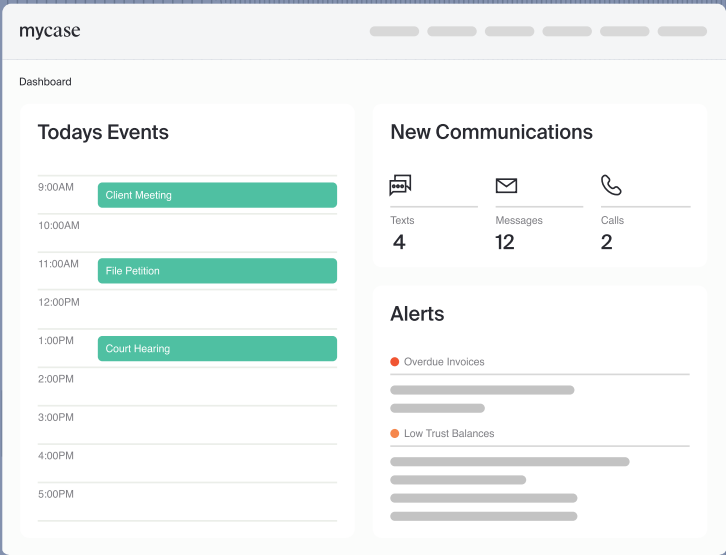 mycase
Dashboard
Todays Events
9:00AM
Client Meeting
10:00AM
11:00AM
File Petition
12:00PM
1:00PM
Court Hearing
2:00PM
3:00PM
4:00PM
5:00PM
New Communications
Texts
4
Messages
12
Calls
2
Alerts
Overdue Invoices
Low Trust Balances